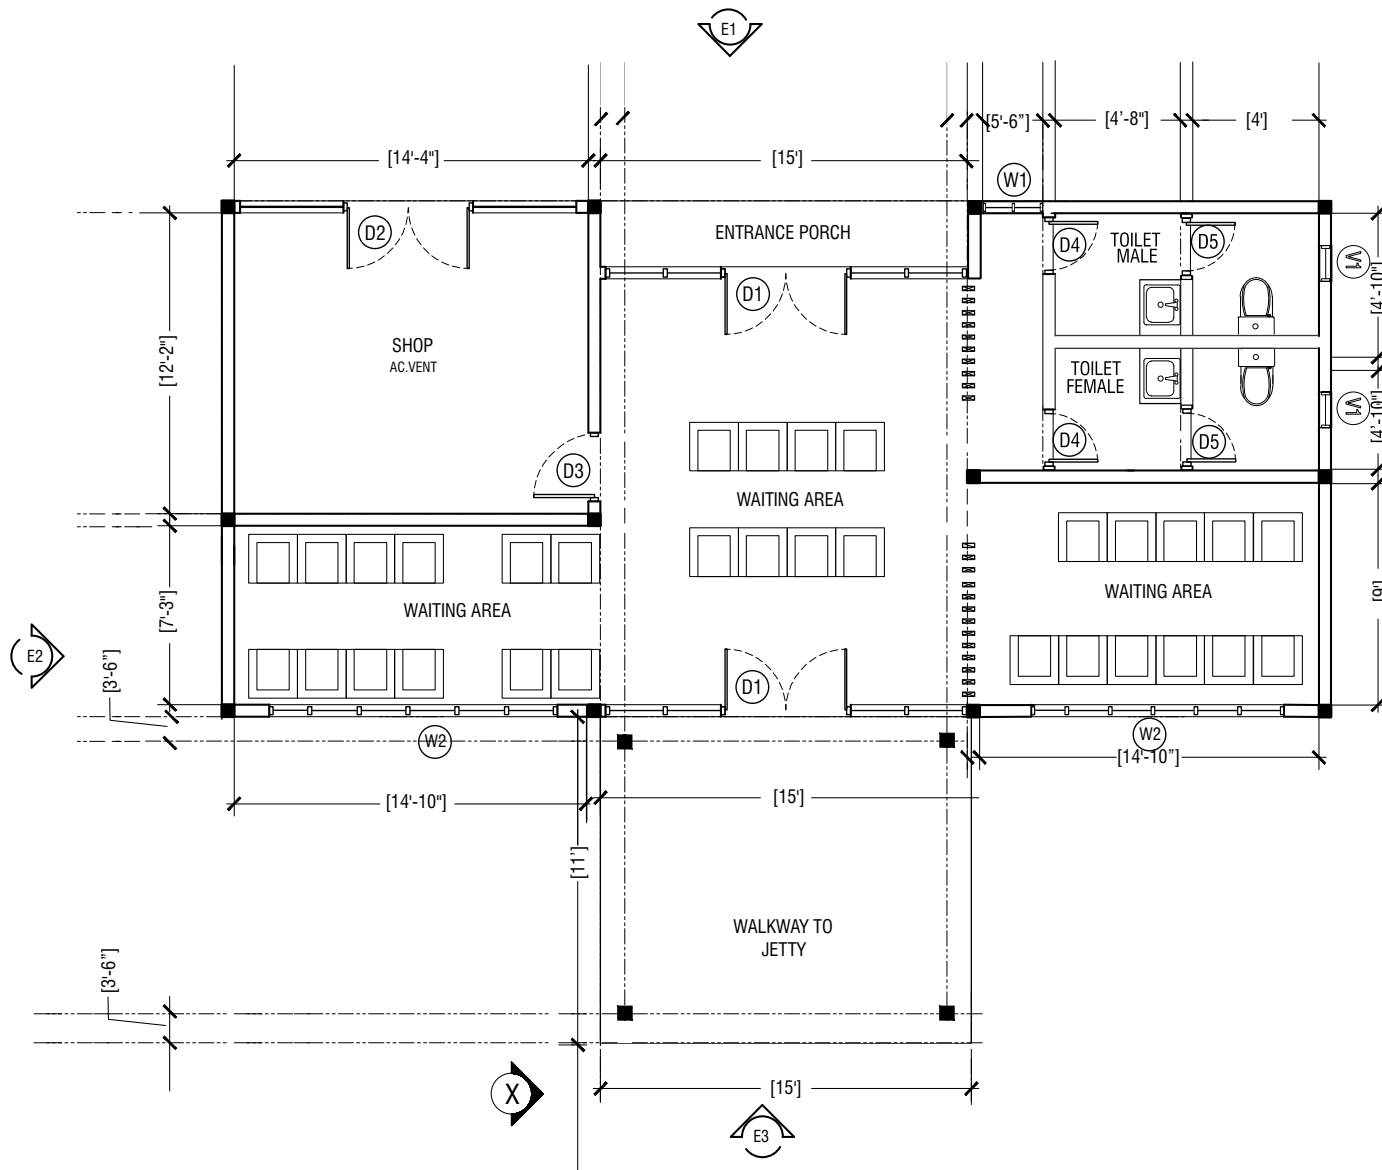 E1
[5'-6"]
[4'-8"]
[4']
[14'-4"]
[15']
W1
D2
ENTRANCE PORCH
D4
TOILET
MALE
D5
V1
[4'-10"]
D1
SHOP
AC.VENT
[12'-2"]
TOILET
FEMALE
V1
[4'-10"]
D4
D5
D3
WAITING AREA
WAITING AREA
[9']
[7'-3"]
WAITING AREA
E2
[3'-6"]
D1
W2
W2
[14'-10"]
[14'-10"]
[15']
[11']
WALKWAY TO
JETTY
[3'-6"]
X
[15']
E3